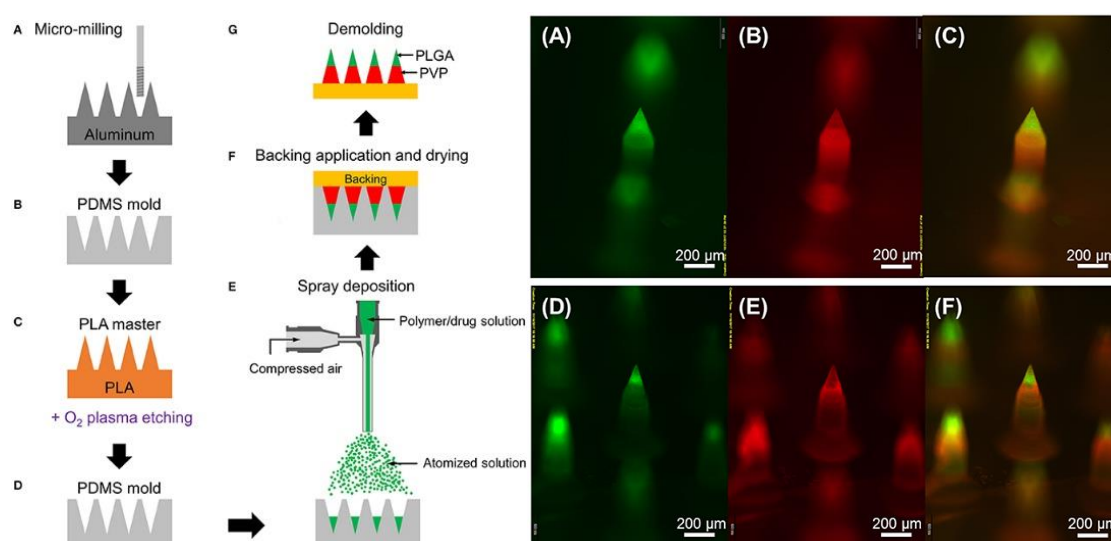 A
Micro-milling
Aluminum
B
PDMS mold
C
PLA master
PLA
+ O₂ plasma etching
D
PDMS mold
G
Demolding
PLGA
PVP
F
Backing application and drying
Backing
E
Spray deposition
Polymer/drug solution
Compressed air
Atomized solution
(A)
200 μm
(B)
200 μm
(C)
200 μm
(D)
200 μm
(E)
200 μm
(F)
200 μm